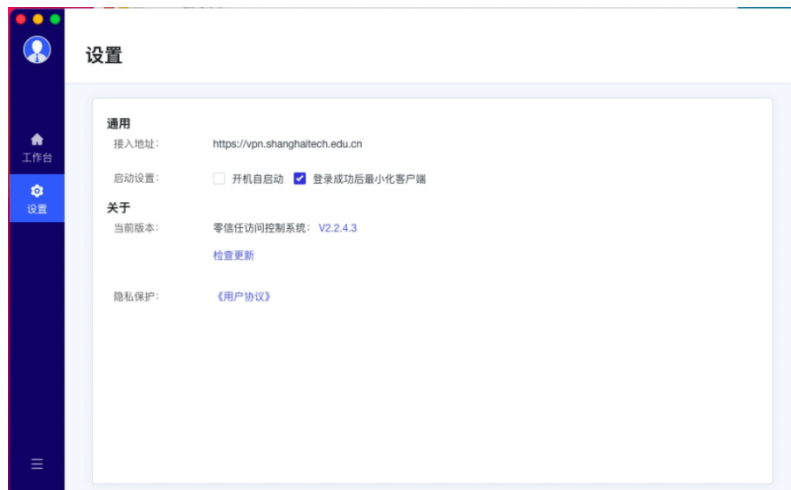 设置
工作台
设置
通用
接入地址: https://vpn.shanghaitech.edu.cn
启动设置: 开机自启动 登录成功后最小化客户端
关于
当前版本: 零信任访问控制系统: V2.2.4.3
检查更新
隐私保护: 《用户协议》